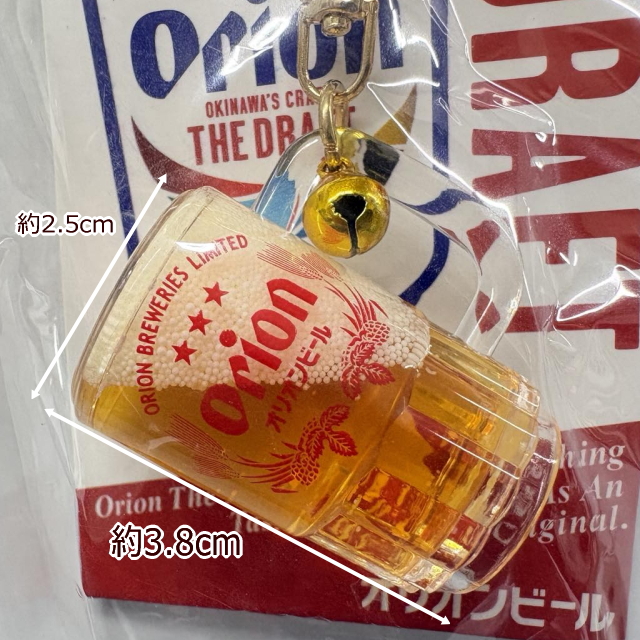 Orion
OKINAWA'S CRA
THE DRA
DRAFT
約2.5cm
ORION BREWERIES LIMITED
Orion
オリオンビール
約3.8cm
Orion The
As An
iginal.
オリオンビール